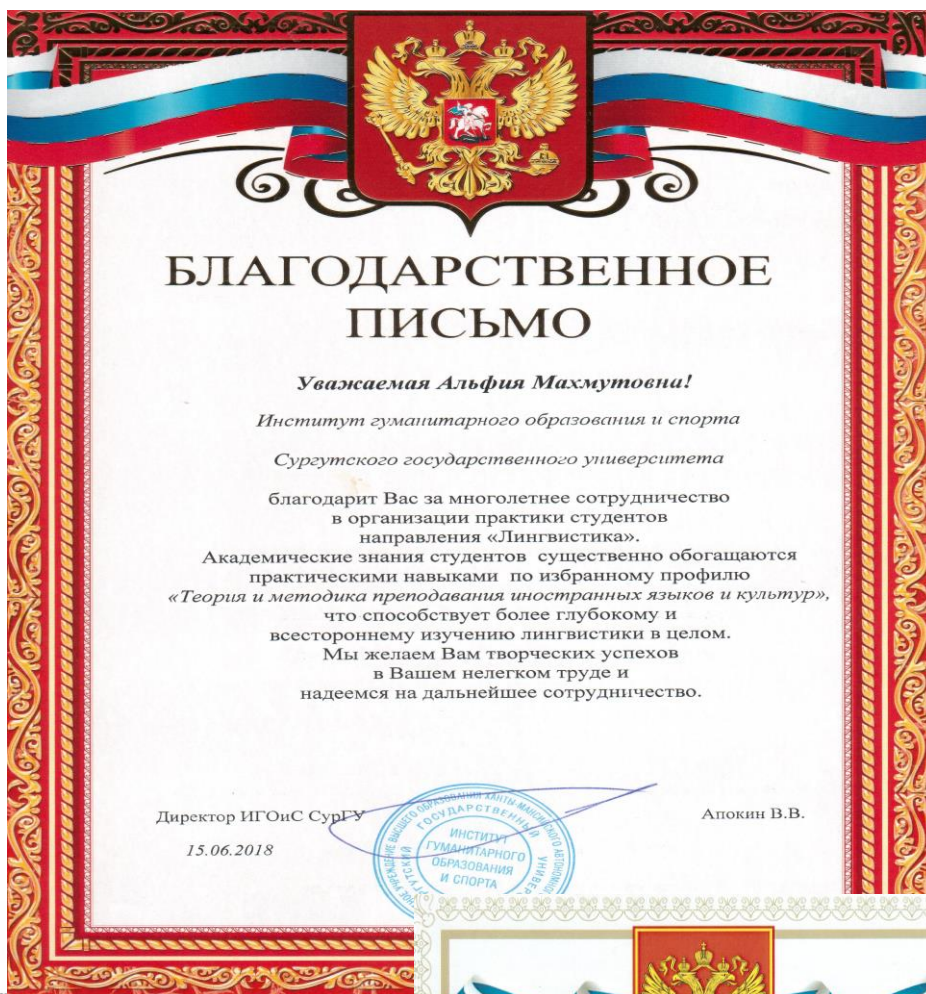 БЛАГОДАРСТВЕННОЕ
ПИСЬМО
Уважаемая Альфия Махмутовна!
Институт гуманитарного образования и спорта
Сургутского государственного университета
благодарит Вас за многолетнее сотрудничество
в организации практики студентов
направления «Лингвистика».
Академические знания студентов существенно обогащаются
практическими навыками по избранному профилю
«Теория и методика преподавания иностранных языков и культур»,
что способствует более глубокому и
всестороннему изучению лингвистики в целом.
Мы желаем Вам творческих успехов
в Вашем нелегком труде и
надеемся на дальнейшее сотрудничество.
Директор ИГОиС СурГУ
Апокин В.В.
15.06.2018
ОБРАЗОВАНИЯ ХАНТЫ-МАНСИЙСКОГО
ГОСУДАРСТВЕННЫЙ
ИНСТИТУТ
ГУМАНИТАРНОГО
ОБРАЗОВАНИЯ
И СПОРТА